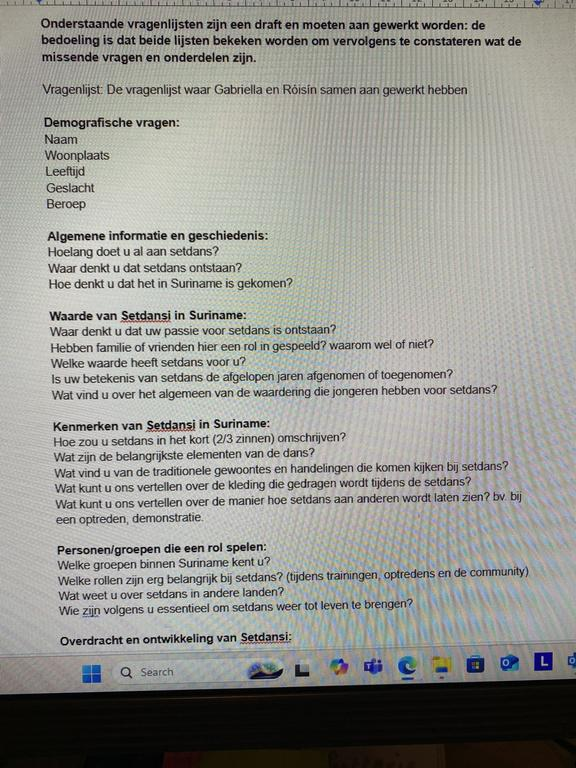 Onderstaande vragenlijsten zijn een draft en moeten aan gewerkt worden: de
bedoeling is dat beide lijsten bekeken worden om vervolgens te constateren wat de
missende vragen en onderdelen zijn.
Vragenlijst: De vragenlijst waar Gabriella en Róisín samen aan gewerkt hebben
Demografische vragen:
Naam
Woonplaats
Leeftijd
Geslacht
Beroep
Algemene informatie en geschiedenis:
Hoelang doet u al aan setdans?
Waar denkt u dat setdans ontstaan?
Hoe denkt u dat het in Suriname is gekomen?
Waarde van Setdansi in Suriname:
Waar denkt u dat uw passie voor setdans is ontstaan?
Hebben familie of vrienden hier een rol in gespeeld? waarom wel of niet?
Welke waarde heeft setdans voor u?
Is uw betekenis van setdans de afgelopen jaren afgenomen of toegenomen?
Wat vind u over het algemeen van de waardering die jongeren hebben voor setdans?
Kenmerken van Setdansi in Suriname:
Hoe zou u setdans in het kort (2/3 zinnen) omschrijven?
Wat zijn de belangrijkste elementen van de dans?
Wat vind u van de traditionele gewoontes en handelingen die komen kijken bij setdans?
Wat kunt u ons vertellen over de kleding die gedragen wordt tijdens de setdans?
Wat kunt u ons vertellen over de manier hoe setdans aan anderen wordt laten zien? bv. bij
een optreden, demonstratie.
Personen/groepen die een rol spelen:
Welke groepen binnen Suriname kent u?
Welke rollen zijn erg belangrijk bij setdans? (tijdens trainingen, optredens en de community)
Wat weet u over setdans in andere landen?
Wie zijn volgens u essentieel om setdans weer tot leven te brengen?
Overdracht en ontwikkeling van Setdansi:
Search